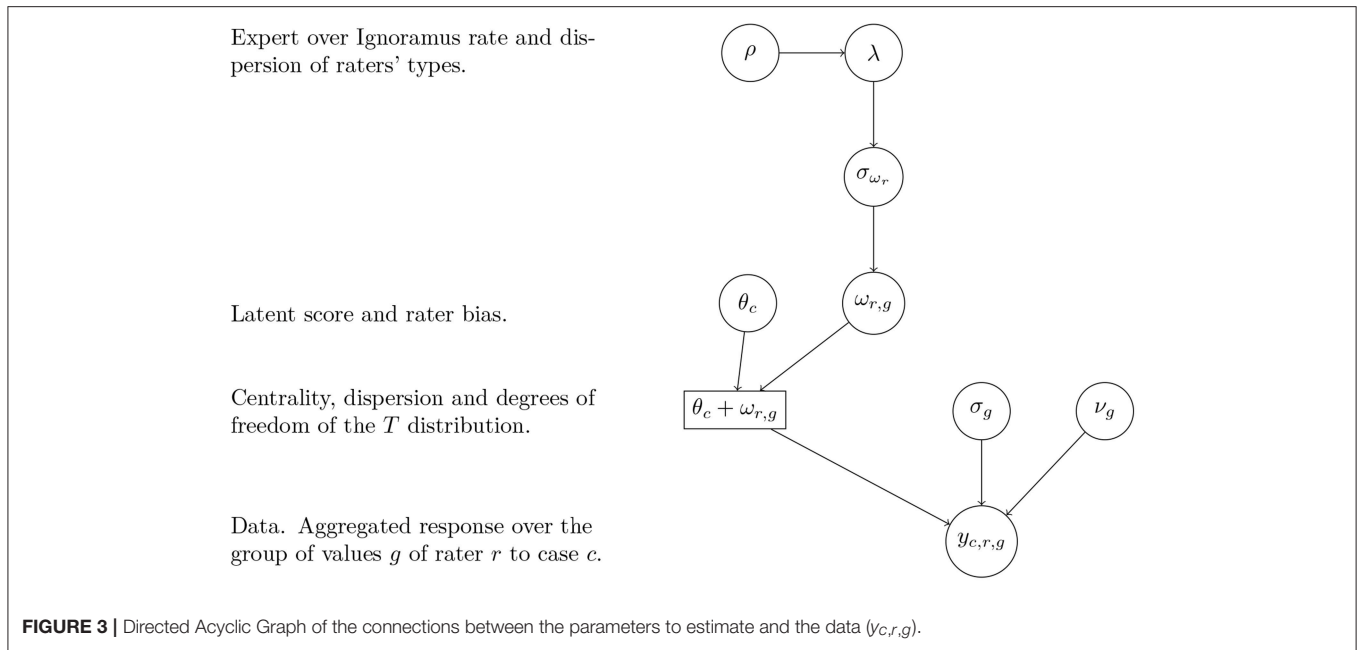 Expert over Ignoramus rate and dis-
persion of raters' types.
ρ
λ
σ_{ω_r}
Latent score and rater bias.
θ_c
ω_{r,g}
Centrality, dispersion and degrees of
freedom of the T distribution.
θ_c + ω_{r,g}
σ_g
ν_g
Data. Aggregated response over the
group of values g of rater r to case c.
y_{c,r,g}
FIGURE 3 | Directed Acyclic Graph of the connections between the parameters to estimate and the data (y_{c,r,g}).